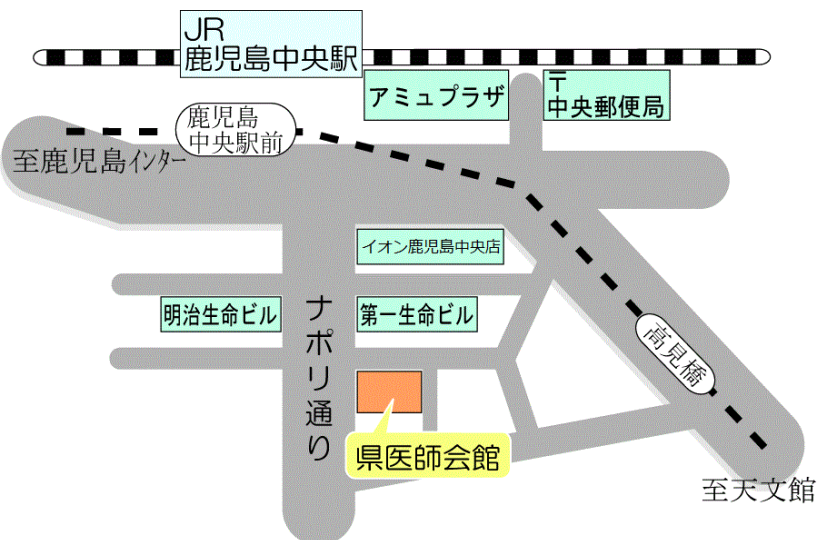 JR
鹿児島中央駅
アミュプラザ
〒
中央郵便局
鹿児島
中央駅前
至鹿児島インター
イオン鹿児島中央店
明治生命ビル
第一生命ビル
ナポリ通り
高見橋
県医師会館
至天文館